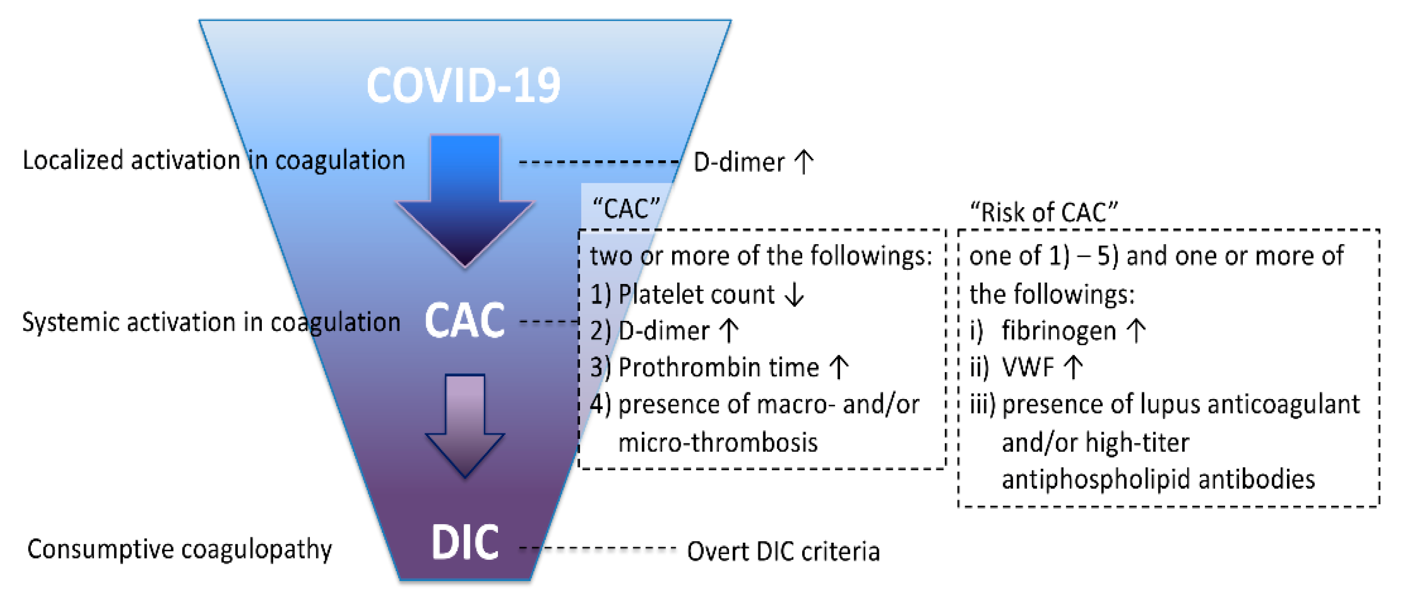 COVID-19
Localized activation in coagulation
D-dimer ↑
“CAC”
two or more of the followings:
1) Platelet count ↓
2) D-dimer ↑
3) Prothrombin time ↑
4) presence of macro- and/or
micro-thrombosis
“Risk of CAC”
one of 1) – 5) and one or more of
the followings:
i) fibrinogen ↑
ii) VWF ↑
iii) presence of lupus anticoagulant
and/or high-titer
antiphospholipid antibodies
Systemic activation in coagulation
CAC
Consumptive coagulopathy
DIC
Overt DIC criteria